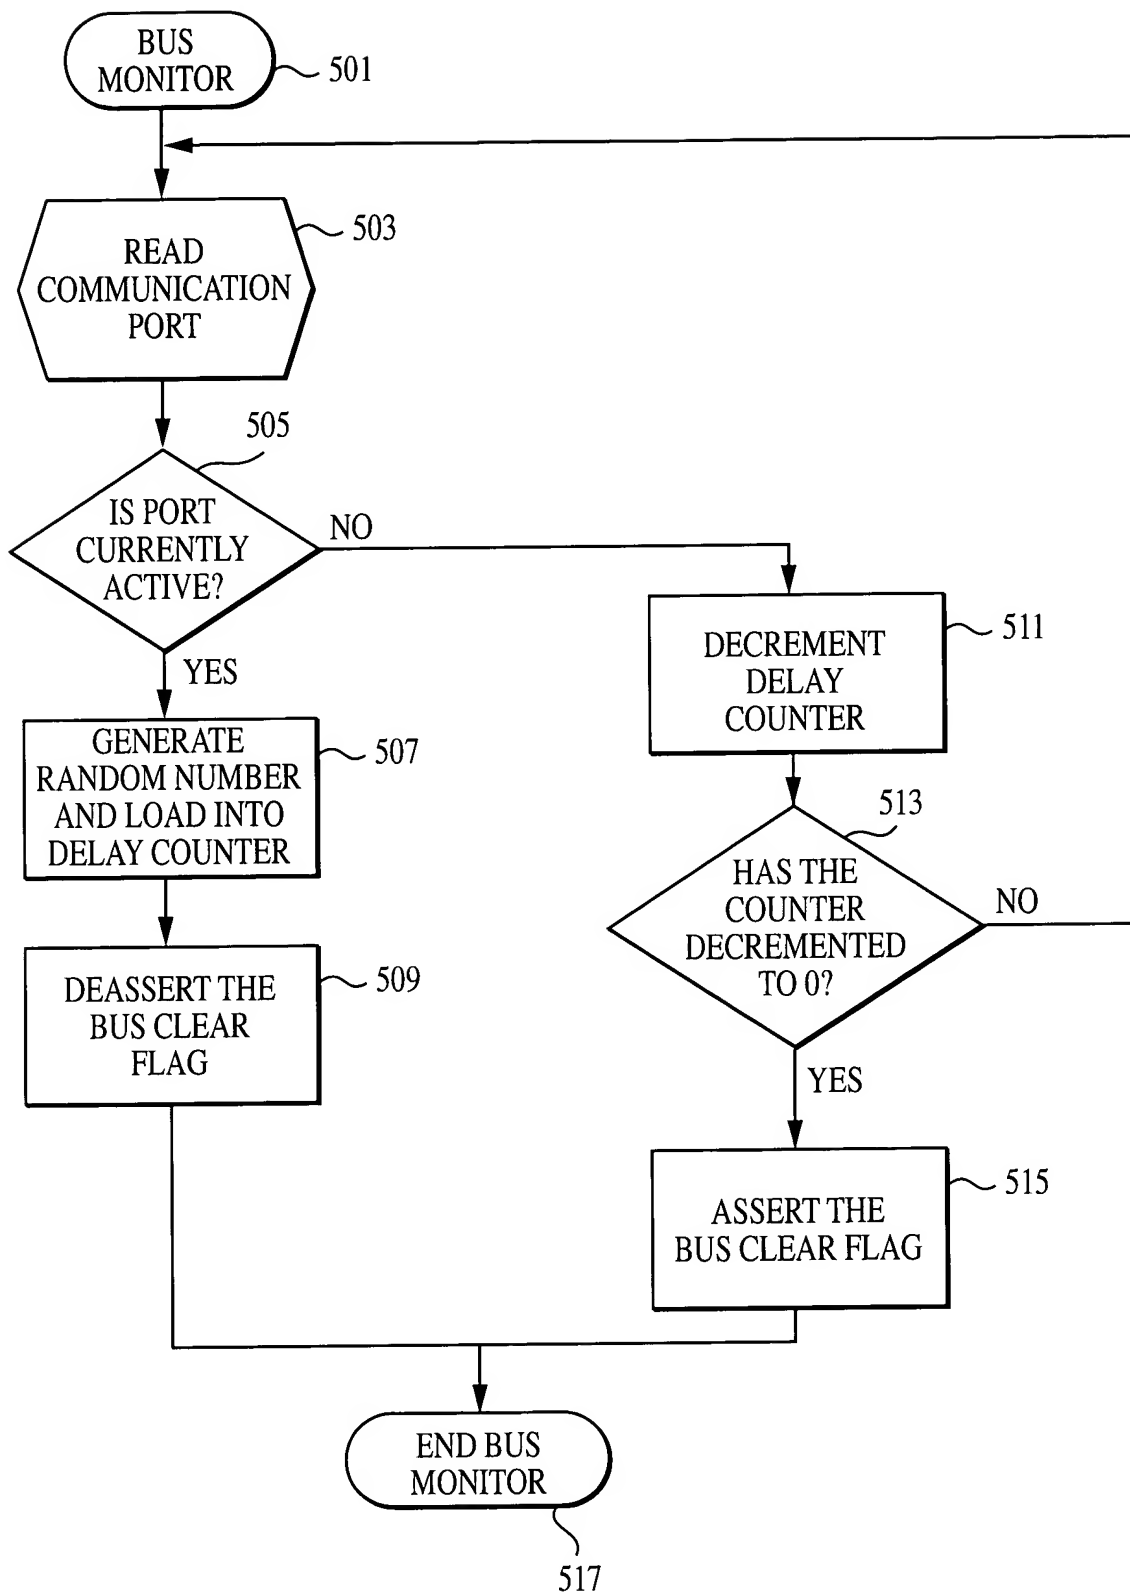 BUS
MONITOR
501
READ
COMMUNICATION
PORT
503
505
IS PORT
CURRENTLY
ACTIVE?
NO
YES
GENERATE
RANDOM NUMBER
AND LOAD INTO
DELAY COUNTER
507
DEASSERT THE
BUS CLEAR
FLAG
509
DECREMENT
DELAY
COUNTER
511
513
HAS THE
COUNTER
DECREMENTED
TO 0?
NO
YES
ASSERT THE
BUS CLEAR FLAG
515
END BUS
MONITOR
517